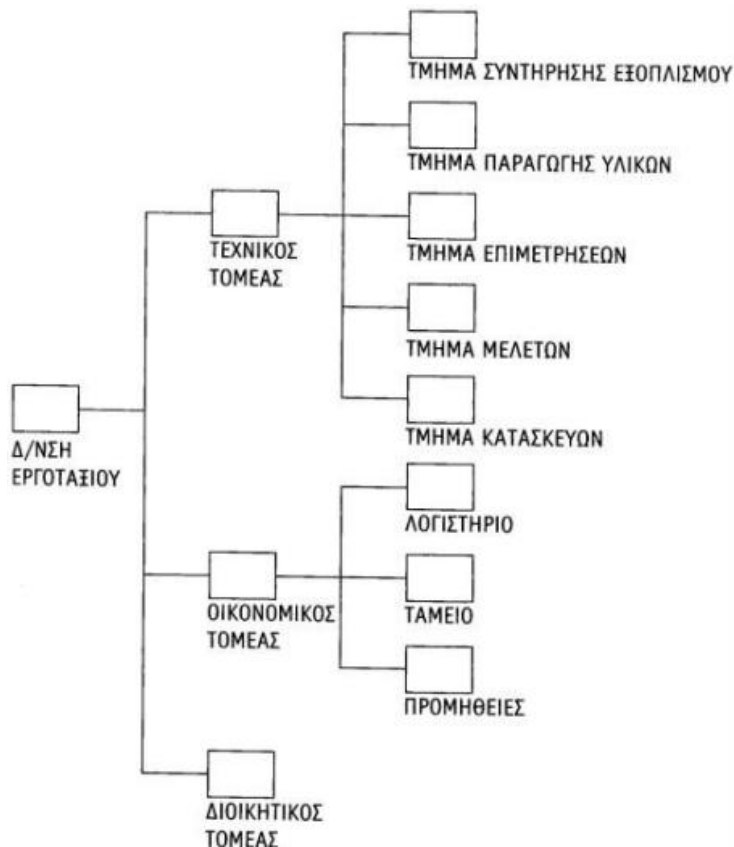 ΤΜΗΜΑ ΣΥΝΤΗΡΗΣΗΣ ΕΞΟΠΛΙΣΜΟΥ
ΤΜΗΜΑ ΠΑΡΑΓΩΓΗΣ ΥΛΙΚΩΝ
ΤΕΧΝΙΚΟΣ
ΤΟΜΕΑΣ
ΤΜΗΜΑ ΕΠΙΜΕΤΡΗΣΕΩΝ
ΤΜΗΜΑ ΜΕΛΕΤΩΝ
ΤΜΗΜΑ ΚΑΤΑΣΚΕΥΩΝ
Δ/ΝΣΗ
ΕΡΓΟΤΑΞΙΟΥ
ΛΟΓΙΣΤΗΡΙΟ
ΟΙΚΟΝΟΜΙΚΟΣ
ΤΟΜΕΑΣ
ΤΑΜΕΙΟ
ΠΡΟΜΗΘΕΙΕΣ
ΔΙΟΙΚΗΤΙΚΟΣ
ΤΟΜΕΑΣ